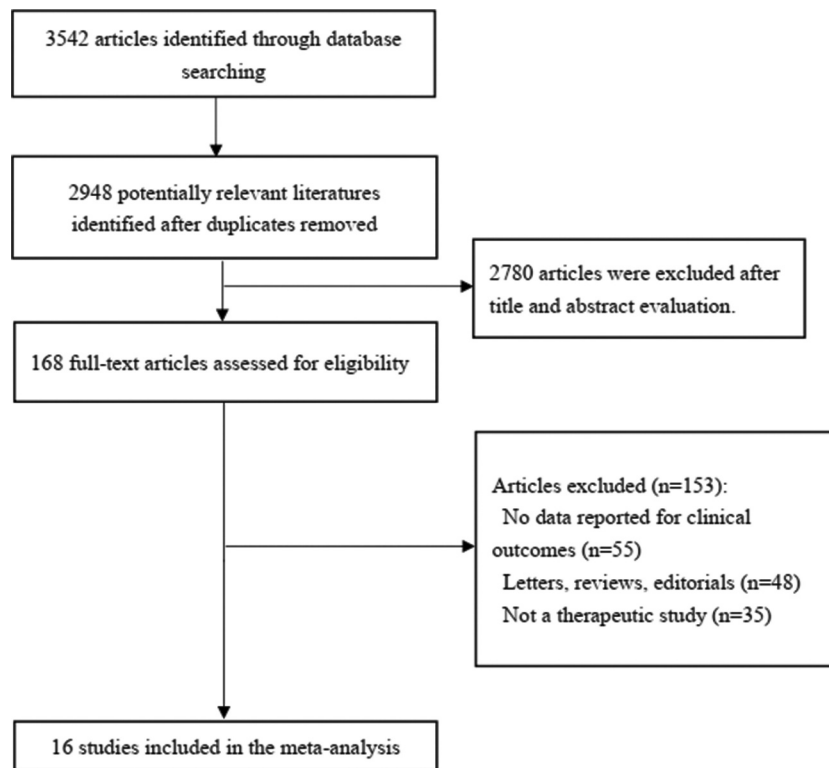 3542 articles identified through database
searching
2948 potentially relevant literatures
identified after duplicates removed
2780 articles were excluded after
title and abstract evaluation.
168 full-text articles assessed for eligibility
Articles excluded (n=153):
No data reported for clinical
outcomes (n=55)
Letters, reviews, editorials (n=48)
Not a therapeutic study (n=35)
16 studies included in the meta-analysis